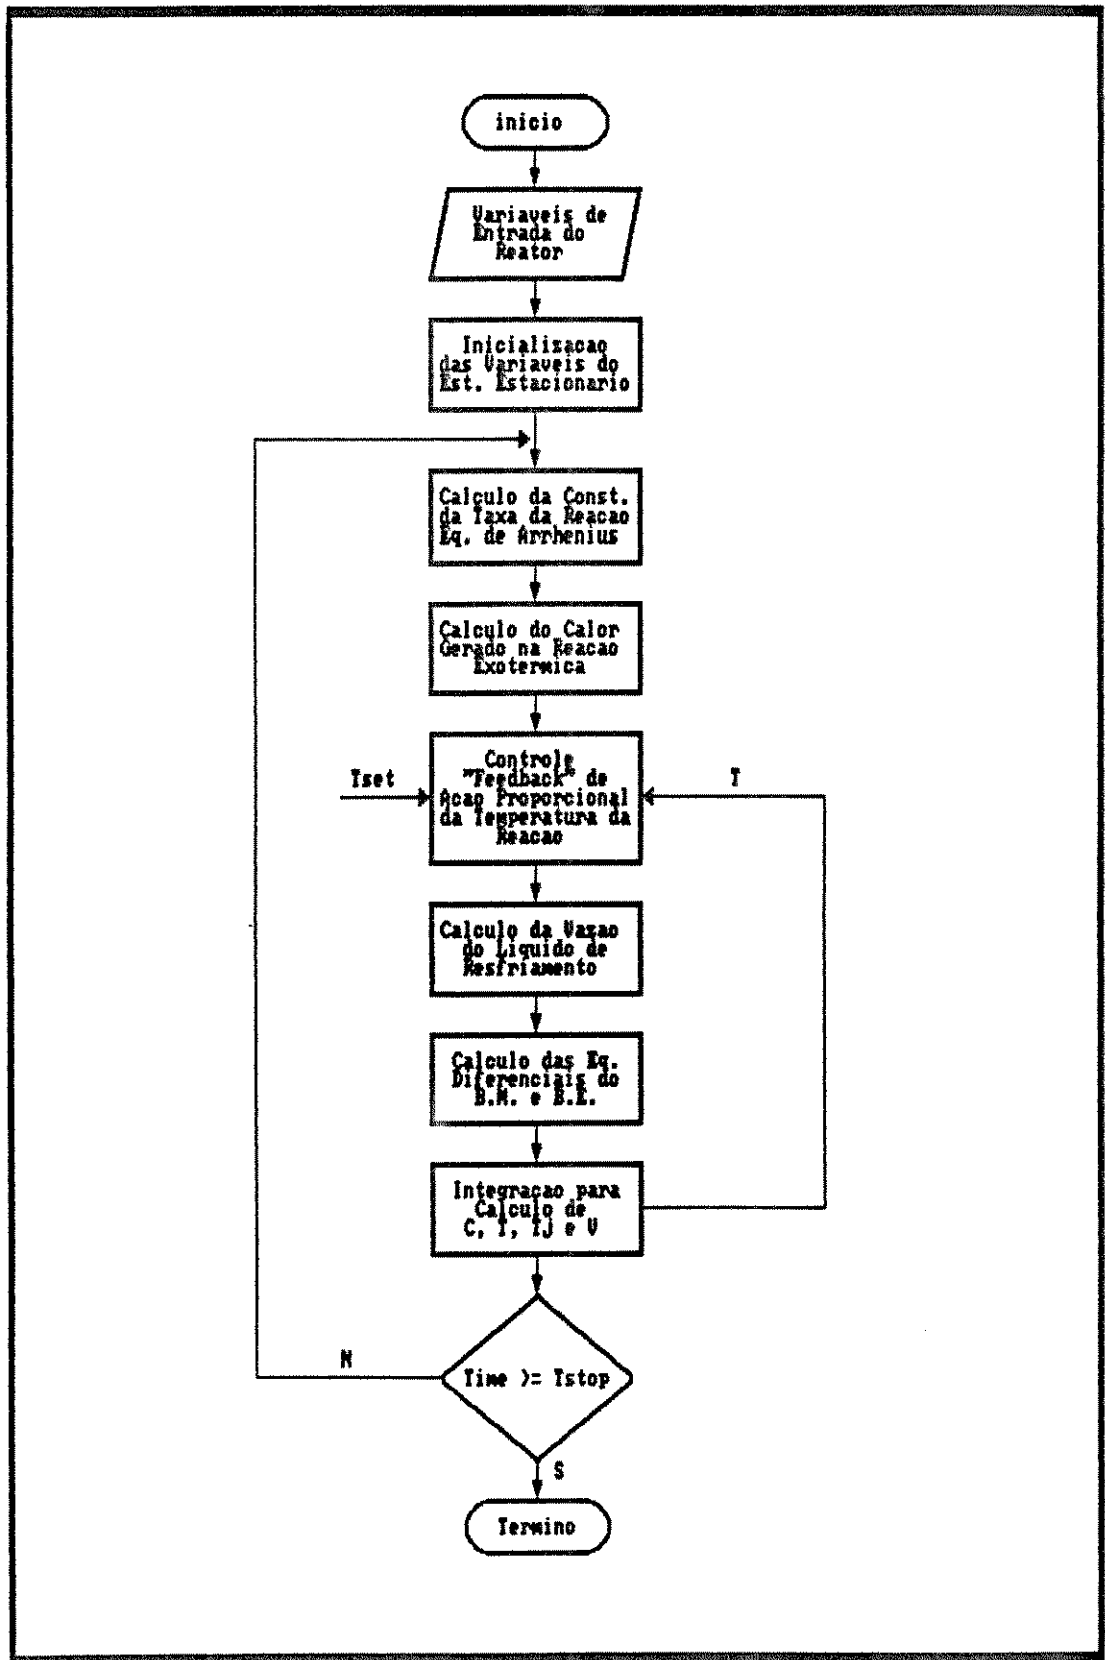 inicio
Variaveis de
Entrada do
Reator
Inicializacao
das Variaveis do
Est. Estacionario
Calculo da Const.
da Taxa da Reacao
Eq. de Arrhenius
Calculo do Calor
Gerado na Reacao
Exotermica
Controle
"Feedback" de
Acao Proporcional
da Temperatura da
Reacao
Tset
T
Calculo da Vazao
do Liquido de
Resfriamento
Calculo das Eq.
Diferenciais do
B.M. e B.E.
Integracao para
Calculo de
C, T, TJ e V
Time >= Tstop
N
S
Termino